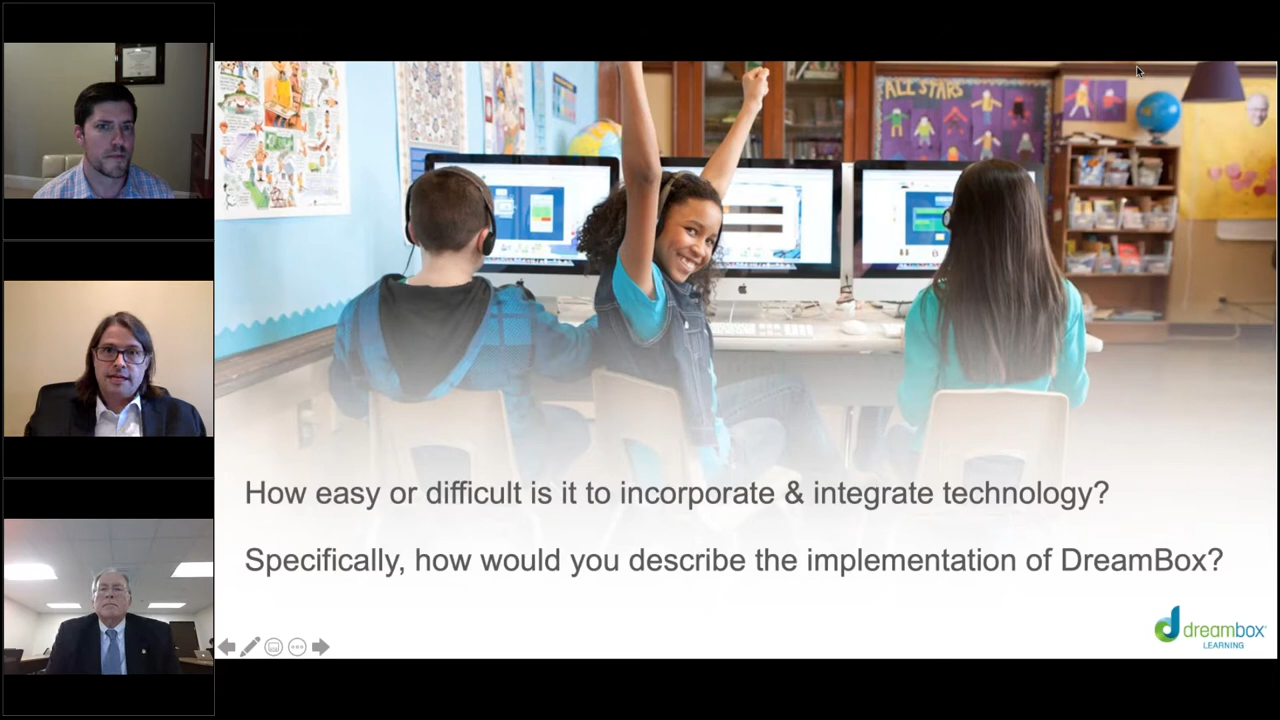 ALL STARS
How easy or difficult is it to incorporate & integrate technology?
Specifically, how would you describe the implementation of DreamBox?
dreambox
LEARNING